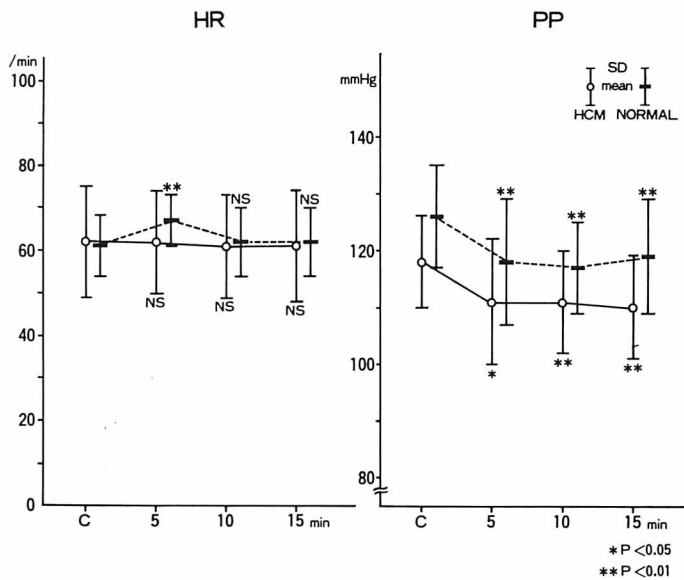 HR
PP
/min
100
80
60
40
20
0
**
NS
NS
NS
NS
NS
C
5
10
15 min
mmHg
140
120
100
80
SD
mean
HCM NORMAL
**
**
**
*
**
**
C
5
10
15 min
*P<0.05
**P<0.01